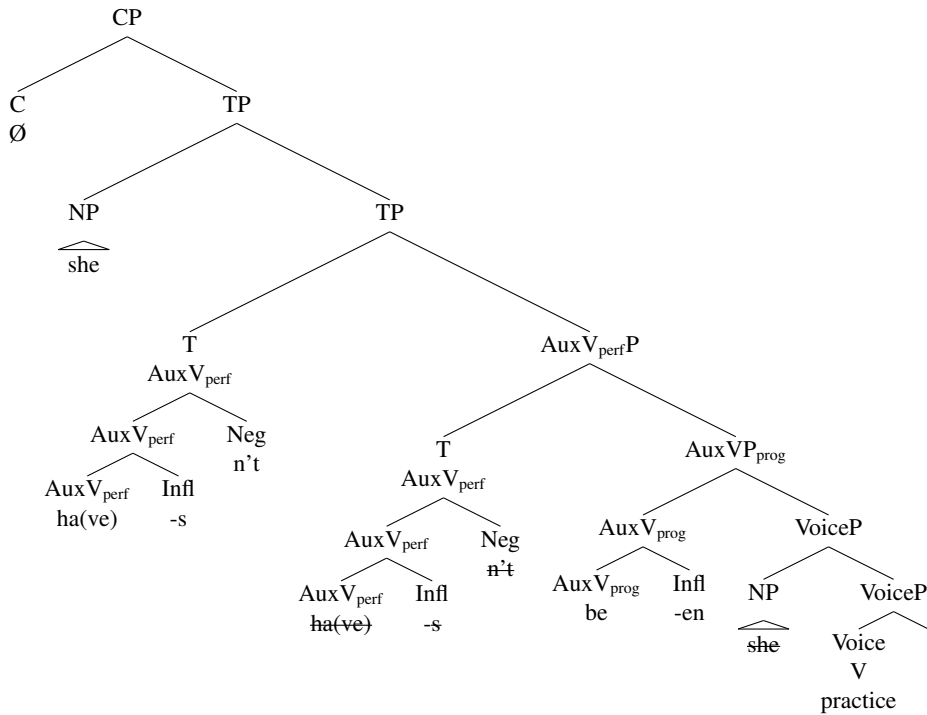 CP
C TP
Ø
NP TP
she
T AuxVperfP
AuxVperf
AuxVperf Neg T AuxVPprog
n't AuxVperf
AuxVperf Infl
ha(ve) -s
AuxVperf Neg AuxVprog VoiceP
n't
AuxVperf Infl AuxVprog Infl NP VoiceP
ha(ve) -s be -en
she Voice
V
practice